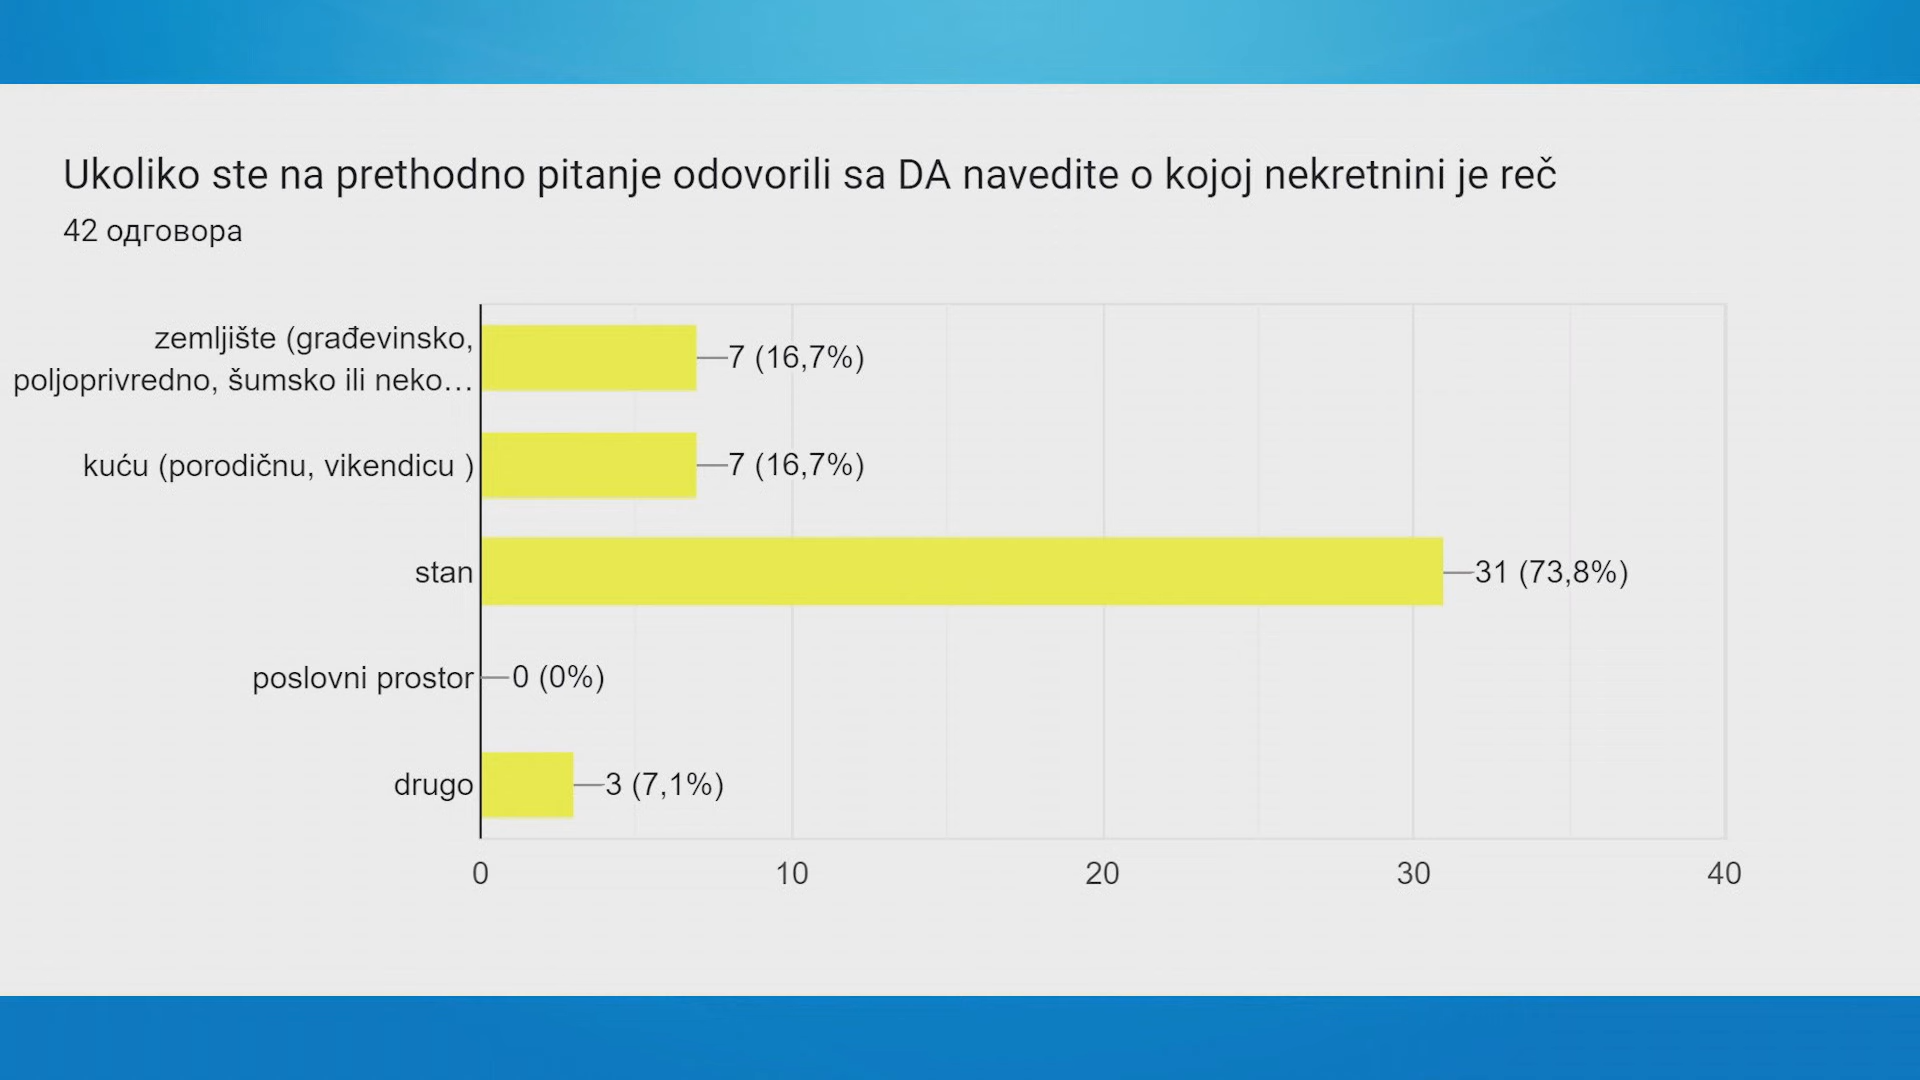 Ukoliko ste na prethodno pitanje odovorili sa DA navedite o kojoj nekretnini je reč
42 одговора
zemljište (građevinsko,
poljoprivredno, šumsko ili neko…
7 (16,7%)
kuću (porodičnu, vikendicu )
7 (16,7%)
stan
31 (73,8%)
poslovni prostor
0 (0%)
drugo
3 (7,1%)
0 10 20 30 40